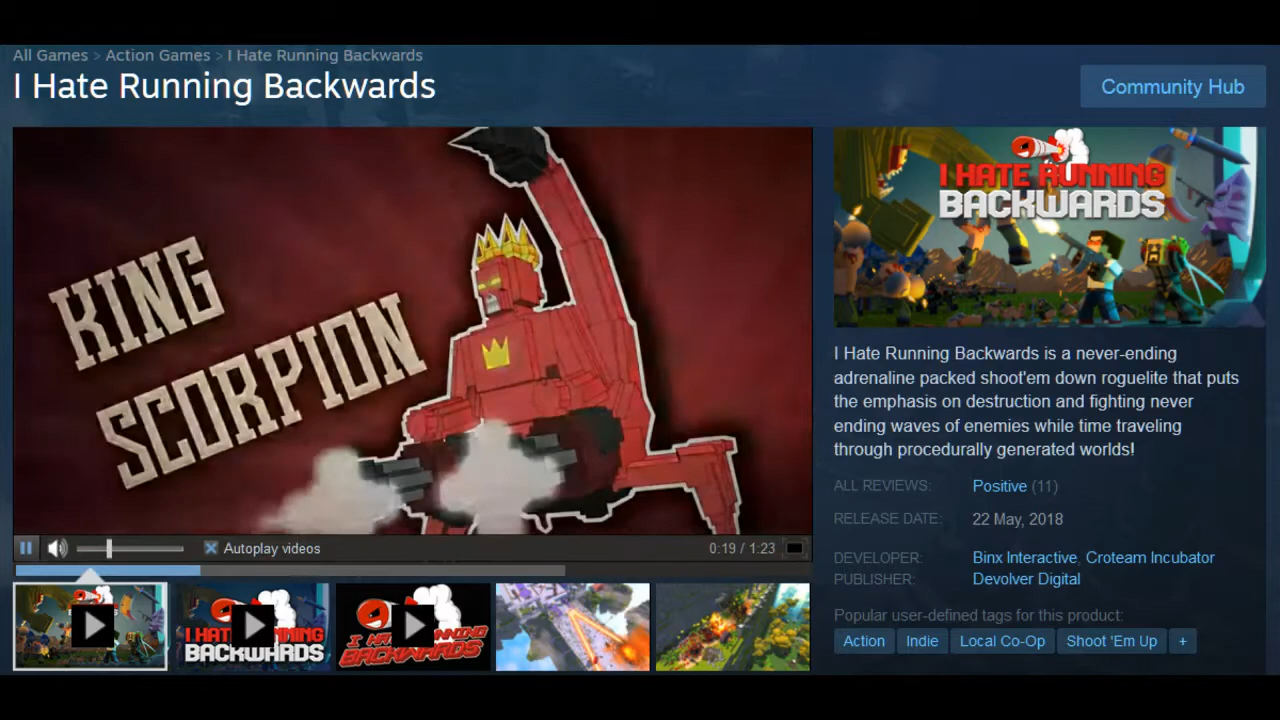 All Games > Action Games > I Hate Running Backwards
I Hate Running Backwards
Community Hub
KING
SCORPION
I HATE RUNNING
BACKWARDS
I Hate Running Backwards is a never-ending
adrenaline packed shoot'em down roguelite that puts
the emphasis on destruction and fighting never
ending waves of enemies while time traveling
through procedurally generated worlds!
ALL REVIEWS: Positive (11)
RELEASE DATE: 22 May, 2018
DEVELOPER: Binx Interactive, Croteam Incubator
PUBLISHER: Devolver Digital
Popular user-defined tags for this product:
Action Indie Local Co-Op Shoot 'Em Up +
Autoplay videos 0:19 / 1:23
BACKWARDS
BACKWARDS